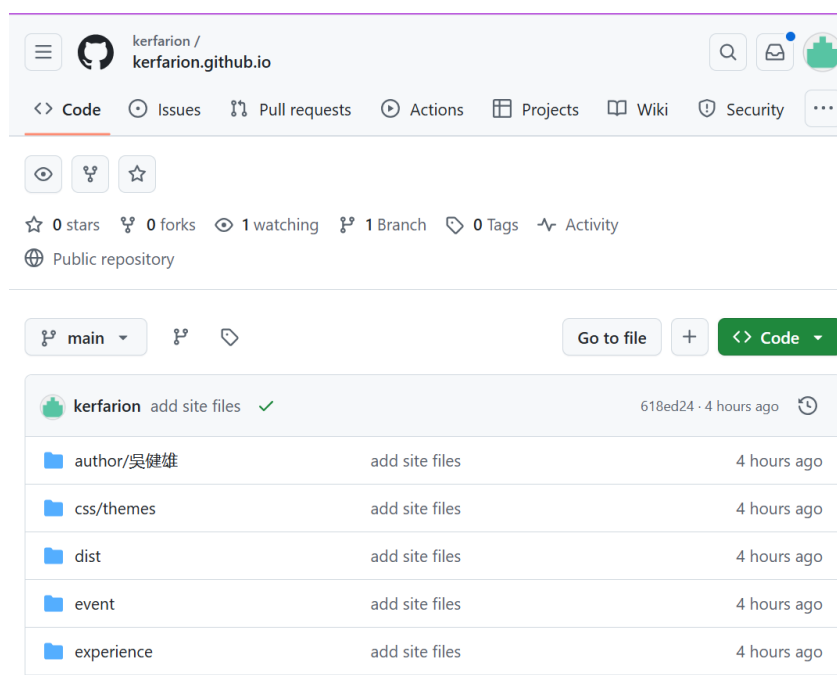 kerfarion /
kerfarion.github.io
Code Issues Pull requests Actions Projects Wiki Security
0 stars 0 forks 1 watching 1 Branch 0 Tags Activity
Public repository
main Go to file Code
kerfarion add site files 618ed24 · 4 hours ago
author/吳健雄 add site files 4 hours ago
css/themes add site files 4 hours ago
dist add site files 4 hours ago
event add site files 4 hours ago
experience add site files 4 hours ago